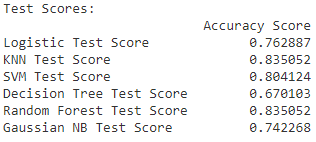 Test Scores:
Accuracy Score
Logistic Test Score 0.762887
KNN Test Score 0.835052
SVM Test Score 0.804124
Decision Tree Test Score 0.670103
Random Forest Test Score 0.835052
Gaussian NB Test Score 0.742268